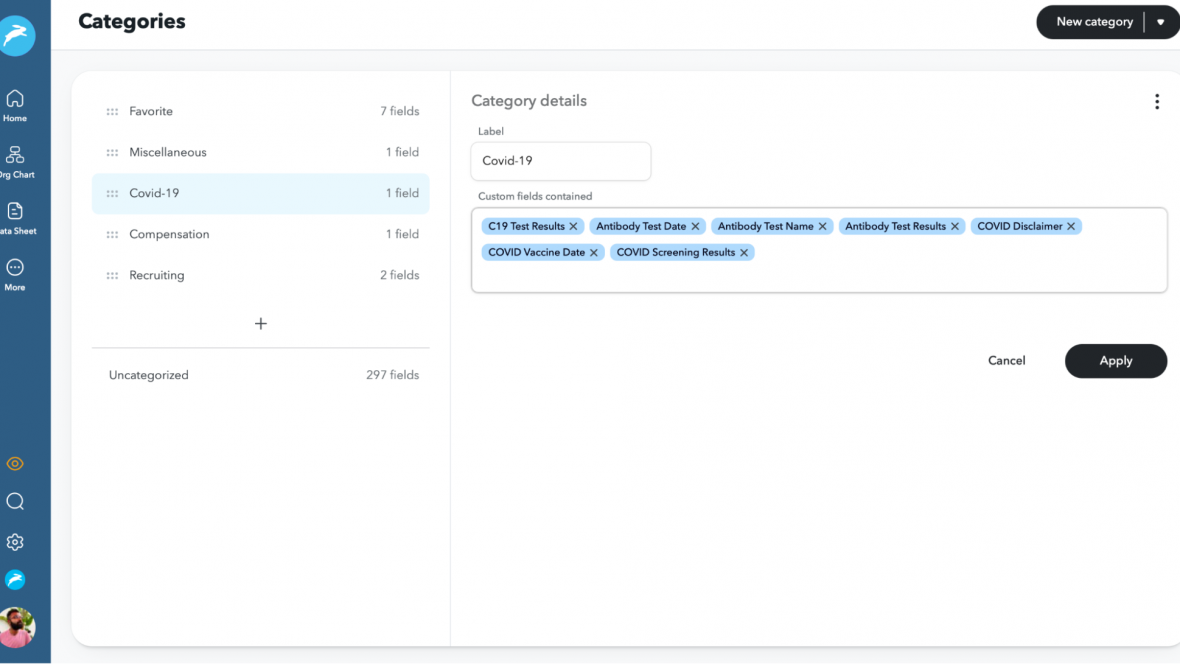 Categories
New category
Home
Org Chart
ata Sheet
More
Favorite 7 fields
Miscellaneous 1 field
Covid-19 1 field
Compensation 1 field
Recruiting 2 fields
Uncategorized 297 fields
Category details
Label
Covid-19
Custom fields contained
C19 Test Results Antibody Test Date Antibody Test Name Antibody Test Results COVID Disclaimer
COVID Vaccine Date COVID Screening Results
Cancel Apply